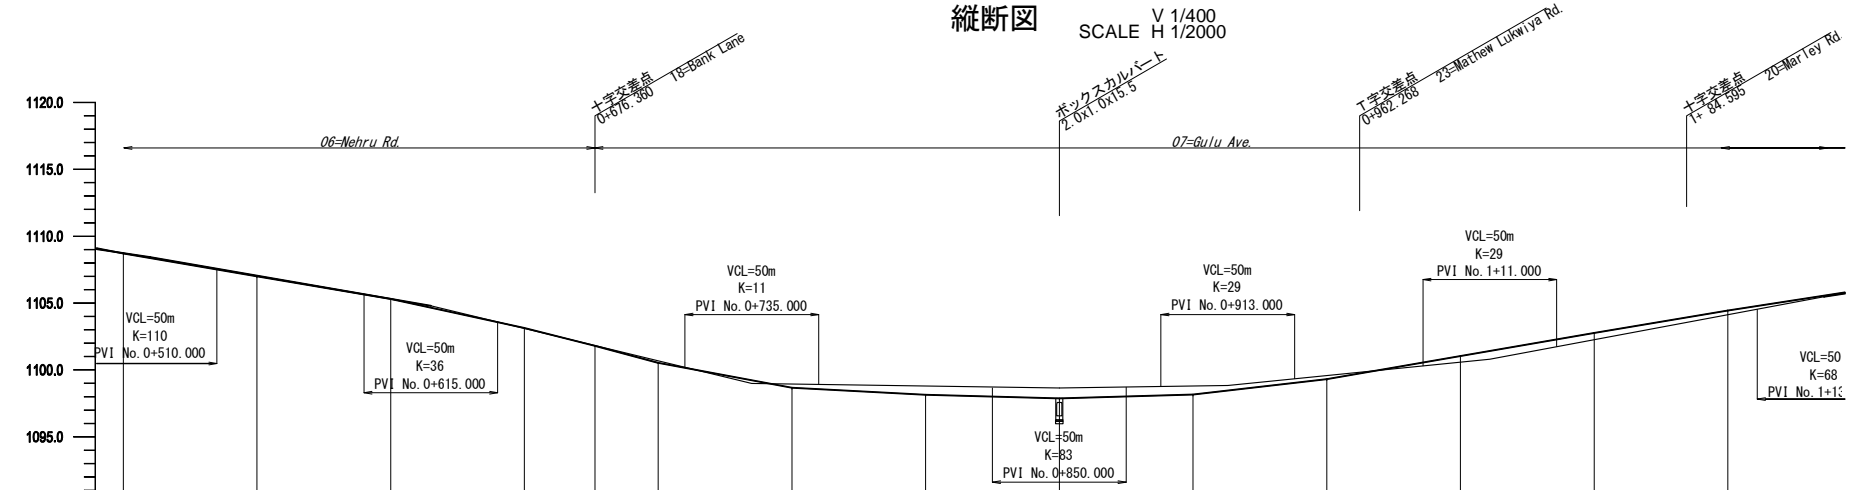 縦断図
V 1/400
SCALE H 1/2000
十字交差点 18=Bank Lane
0+676.360
ボックスカルバート
2.0x1.0x15.5
T字交差点 23=Mathew Lukwiya Rd.
0+962.268
十字交差点 20=Marley Rd.
1+ 84.595
1120.0
06=Nehru Rd.
07=Gulu Ave.
1115.0
1110.0
1105.0
1100.0
1095.0
VCL=50m
K=110
PVI No.0+510.000
VCL=50m
K=36
PVI No.0+615.000
VCL=50m
K=11
PVI No.0+735.000
VCL=50m
K=83
PVI No.0+850.000
VCL=50m
K=29
PVI No.0+913.000
VCL=50m
K=29
PVI No.1+11.000
VCL=50
K=68
PVI No.1+13